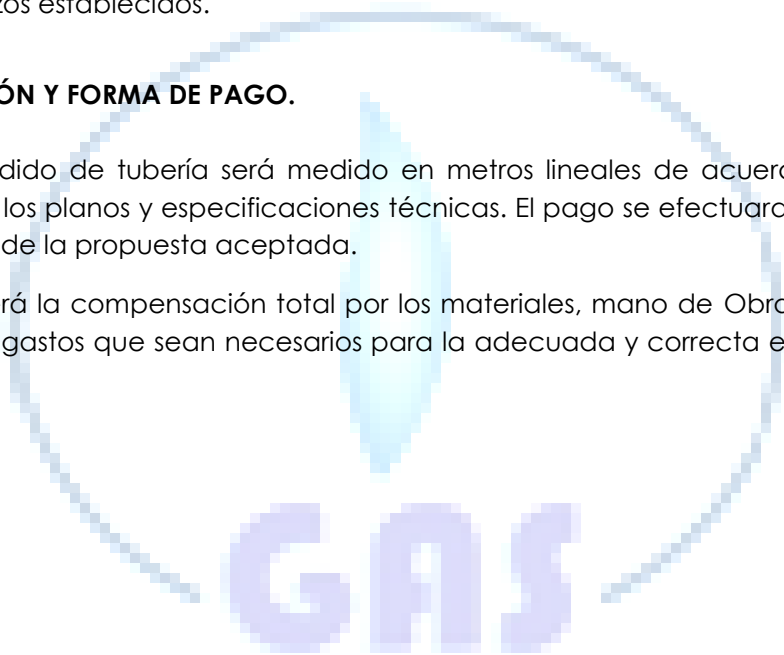 zos establecidos.
ÓN Y FORMA DE PAGO.
dido de tubería será medido en metros lineales de acuerd
los planos y especificaciones técnicas. El pago se efectuara
de la propuesta aceptada.
rá la compensación total por los materiales, mano de Obra
gastos que sean necesarios para la adecuada y correcta e
GAS